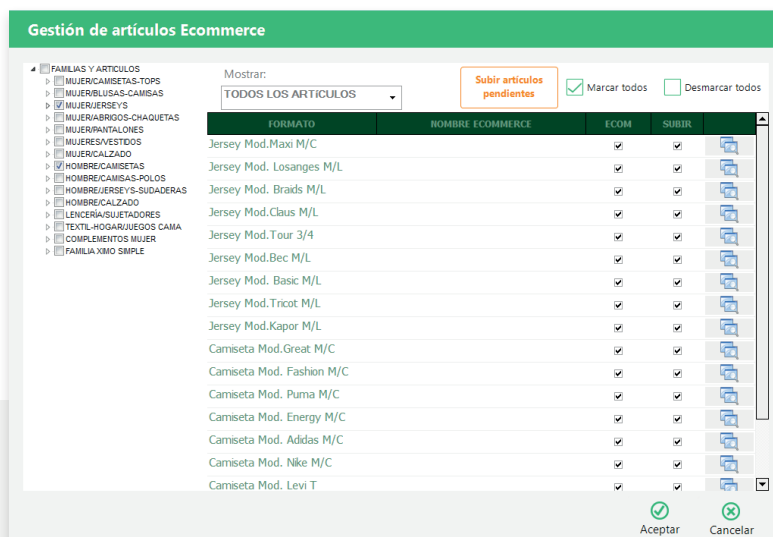 Gestión de artículos Ecommerce
FAMILIAS Y ARTICULOS
MUJER/CAMISETAS-TOPS
MUJER/BLUSAS-CAMISAS
MUJER/JERSEYS
MUJER/ABRIGOS-CHAQUETAS
MUJER/PANTALONES
MUJERES/VESTIDOS
MUJER/CALZADO
HOMBRE/CAMISETAS
HOMBRE/CAMISAS-POLOS
HOMBRE/JERSEYS-SUDADERAS
HOMBRE/CALZADO
LENCERÍA/SUJETADORES
TEXTIL-HOGAR/JUEGOS CAMA
COMPLEMENTOS MUJER
FAMILIA XIMO SIMPLE
Mostrar:
TODOS LOS ARTÍCULOS
Subir artículos
pendientes
Marcar todos
Desmarcar todos
FORMATO NOMBRE ECOMMERCE ECOM SUBIR
Jersey Mod.Maxi M/C
Jersey Mod. Losanges M/L
Jersey Mod. Braids M/L
Jersey Mod.Claus M/L
Jersey Mod.Tour 3/4
Jersey Mod.Bec M/L
Jersey Mod. Basic M/L
Jersey Mod.Tricot M/L
Jersey Mod.Kapor M/L
Camiseta Mod.Great M/C
Camiseta Mod. Fashion M/C
Camiseta Mod. Puma M/C
Camiseta Mod. Energy M/C
Camiseta Mod. Adidas M/C
Camiseta Mod. Nike M/C
Camiseta Mod. Levi T
Aceptar
Cancelar